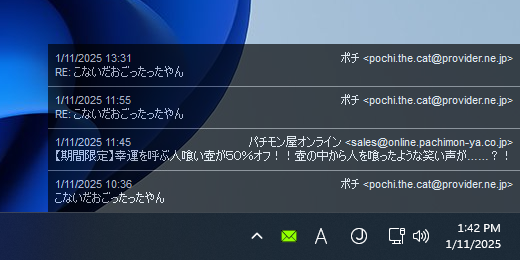 1/11/2025 13:31 ポチ <pochi.the.cat@provider.ne.jp>
RE: こないだおごったったやん
1/11/2025 11:55 ポチ <pochi.the.cat@provider.ne.jp>
RE: こないだおごったったやん
1/11/2025 11:45 パチモン屋オンライン <sales@online.pachimon-ya.co.jp>
【期間限定】幸運を呼ぶ人喰い壺が50%オフ！！壺の中から人を喰ったような笑い声が……？！
1/11/2025 10:36 ポチ <pochi.the.cat@provider.ne.jp>
こないだおごったったやん
A J 1:42 PM
1/11/2025